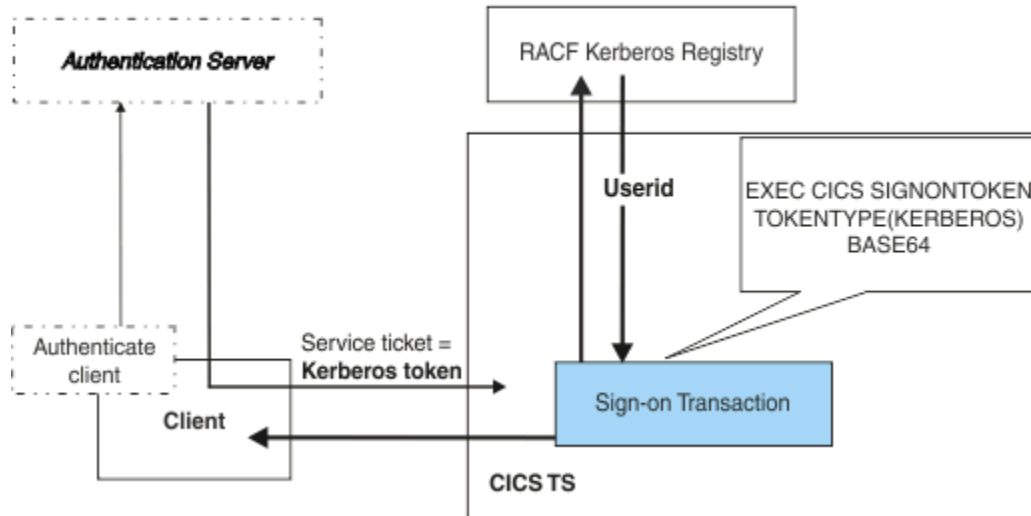 Authentication Server
RACF Kerberos Registry
Userid
EXEC CICS SIGNONTOKEN
TOKENTYPE(KERBEROS)
BASE64
Authenticate
client
Service ticket =
Kerberos token
Client
Sign-on Transaction
CICS TS